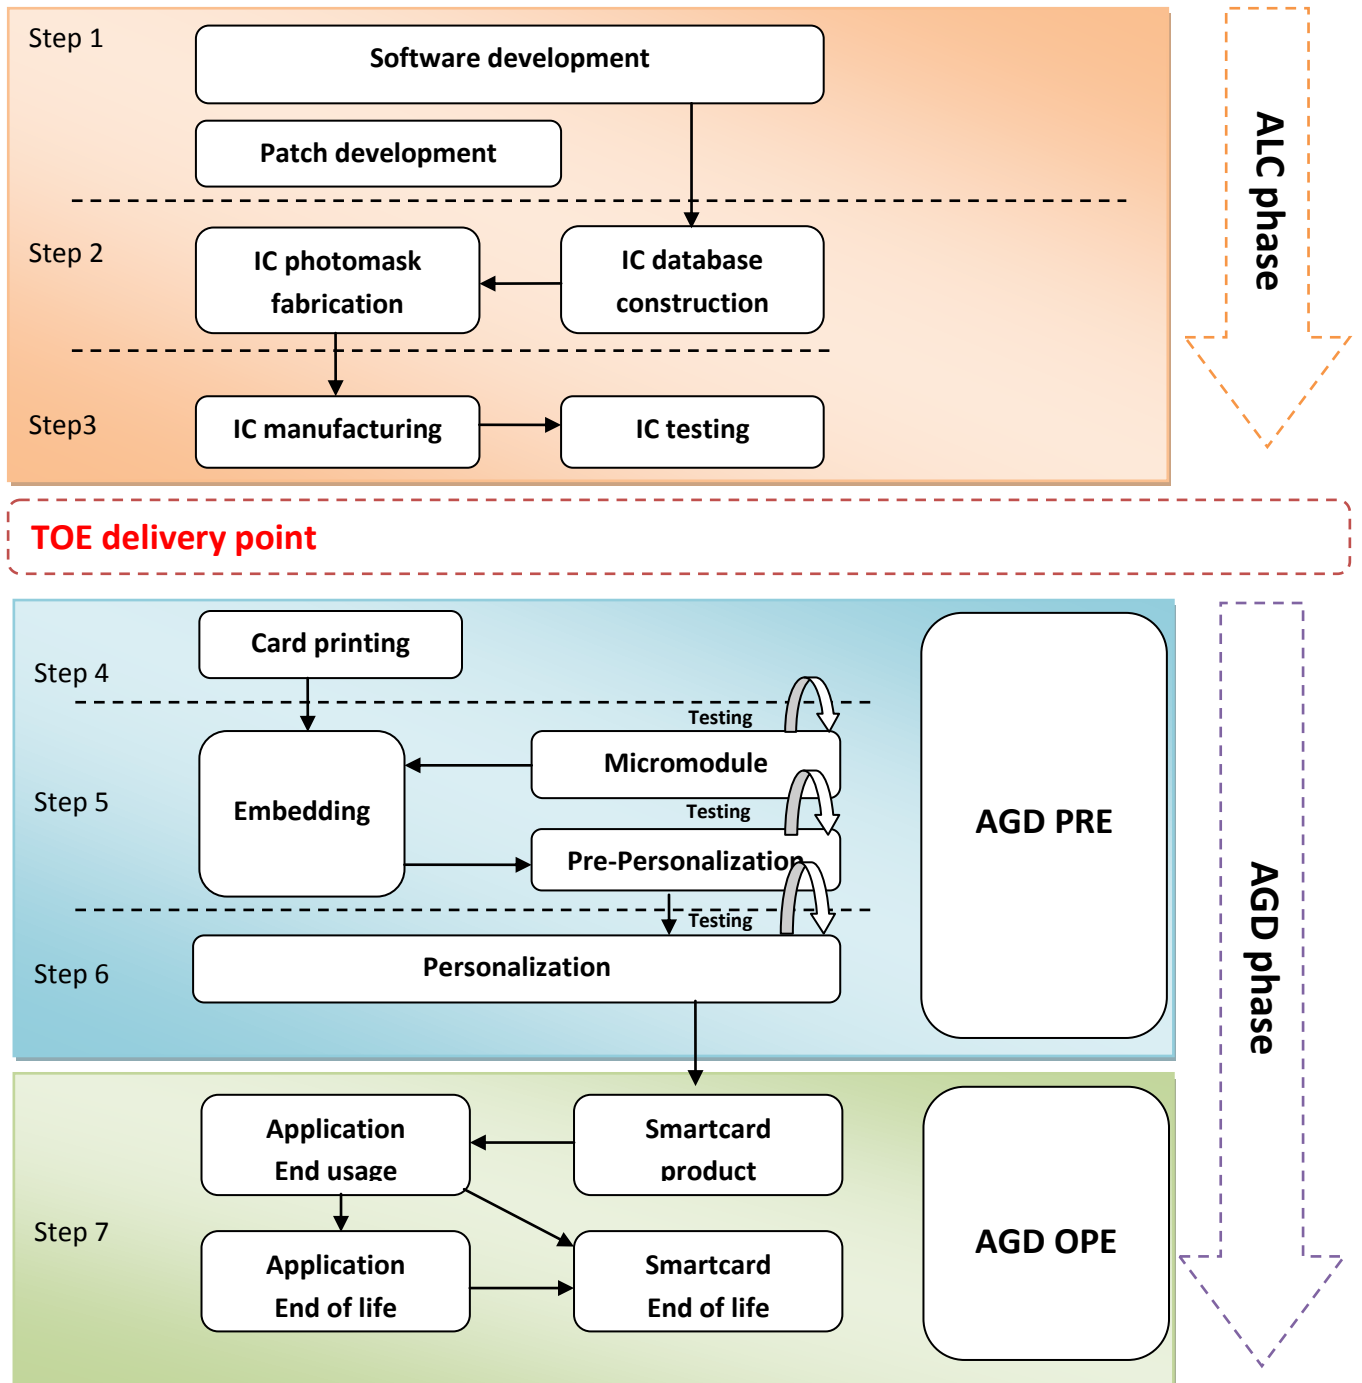 Step 1
Software development
Patch development
ALC phase
Step 2
IC photomask
fabrication
IC database
construction
Step3
IC manufacturing
IC testing
TOE delivery point
Card printing
Step 4
Testing
Micromodule
Step 5
Embedding
Testing
Pre-Personalization
AGD PRE
Testing
Personalization
Step 6
AGD phase
Application
End usage
Smartcard
product
Step 7
Application
End of life
Smartcard
End of life
AGD OPE